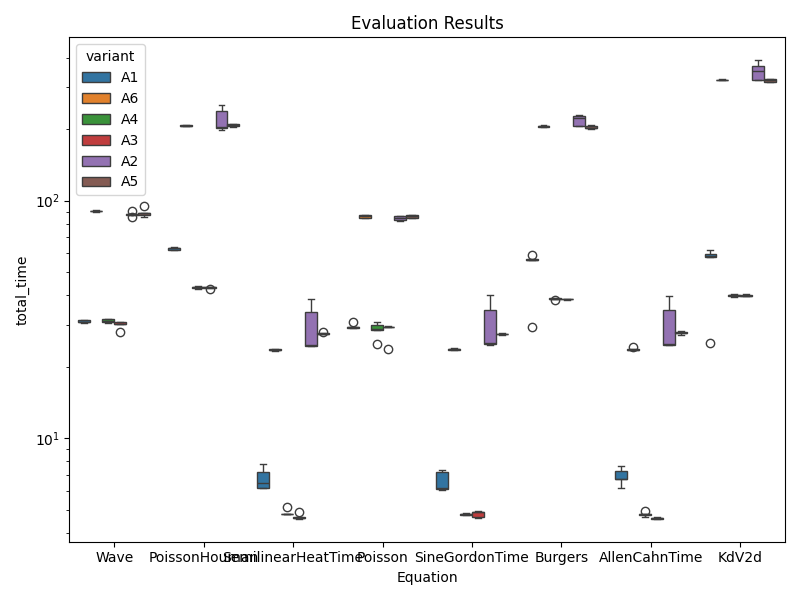 Evaluation Results
variant
A1
A6
A4
A3
A2
A5
total_time
10²
10¹
Wave
PoissonHouman
SemilinearHeatTime
Poisson
SineGordonTime
Burgers
AllenCahnTime
KdV2d
Equation